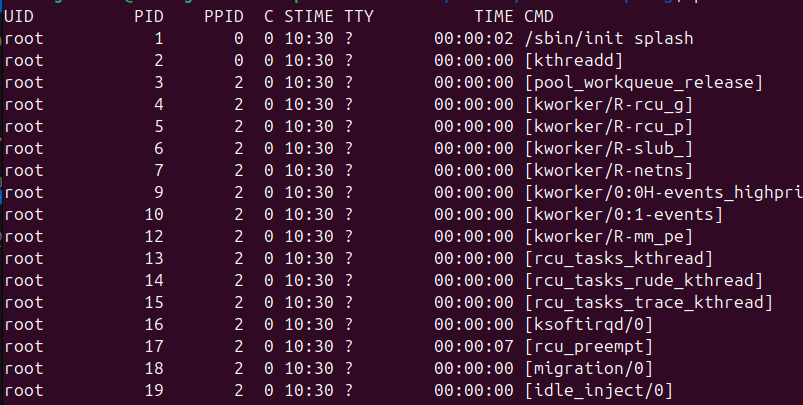 UID          PID    PPID  C STIME TTY          TIME CMD
root           1       0  0 10:30 ?        00:00:02 /sbin/init splash
root           2       0  0 10:30 ?        00:00:00 [kthreadd]
root           3       2  0 10:30 ?        00:00:00 [pool_workqueue_release]
root           4       2  0 10:30 ?        00:00:00 [kworker/R-rcu_g]
root           5       2  0 10:30 ?        00:00:00 [kworker/R-rcu_p]
root           6       2  0 10:30 ?        00:00:00 [kworker/R-slub_]
root           7       2  0 10:30 ?        00:00:00 [kworker/R-netns]
root           9       2  0 10:30 ?        00:00:00 [kworker/0:0H-events_highpri
root          10       2  0 10:30 ?        00:00:00 [kworker/0:1-events]
root          12       2  0 10:30 ?        00:00:00 [kworker/R-mm_pe]
root          13       2  0 10:30 ?        00:00:00 [rcu_tasks_kthread]
root          14       2  0 10:30 ?        00:00:00 [rcu_tasks_rude_kthread]
root          15       2  0 10:30 ?        00:00:00 [rcu_tasks_trace_kthread]
root          16       2  0 10:30 ?        00:00:00 [ksoftirqd/0]
root          17       2  0 10:30 ?        00:00:07 [rcu_preempt]
root          18       2  0 10:30 ?        00:00:00 [migration/0]
root          19       2  0 10:30 ?        00:00:00 [idle_inject/0]